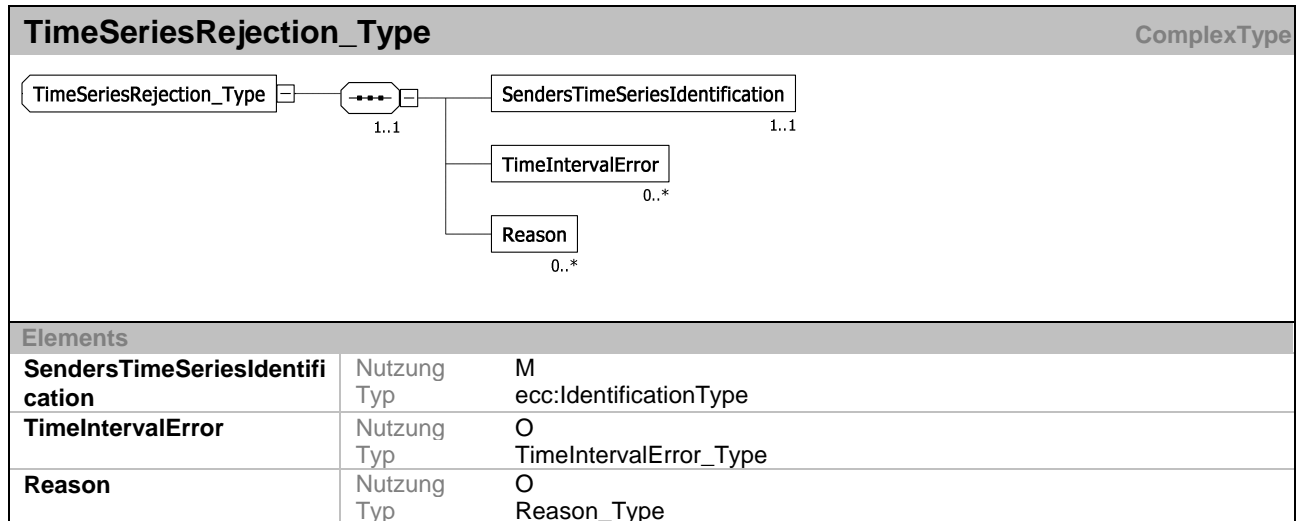 TimeSeriesRejection_Type ComplexType
TimeSeriesRejection_Type
1..1
SendersTimeSeriesIdentification
1..1
TimeIntervalError
0..*
Reason
0..*
Elements
SendersTimeSeriesIdentifi Nutzung M
cation Typ ecc:IdentificationType
TimeIntervalError Nutzung O
Typ TimeIntervalError_Type
Reason Nutzung O
Typ Reason_Type